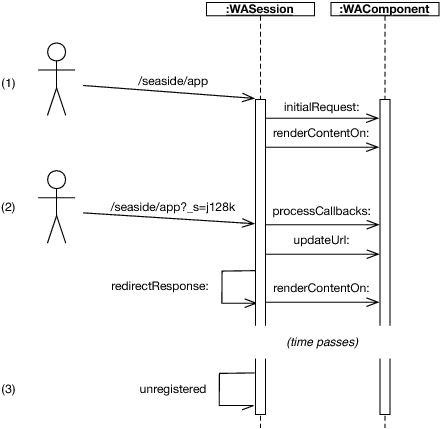 :WASession
:WAComponent
(1)
/seaside/app
initialRequest:
renderContentOn:
(2)
/seaside/app?_s=j128k
processCallbacks:
updateUrl:
redirectResponse:
renderContentOn:
(time passes)
(3)
unregistered